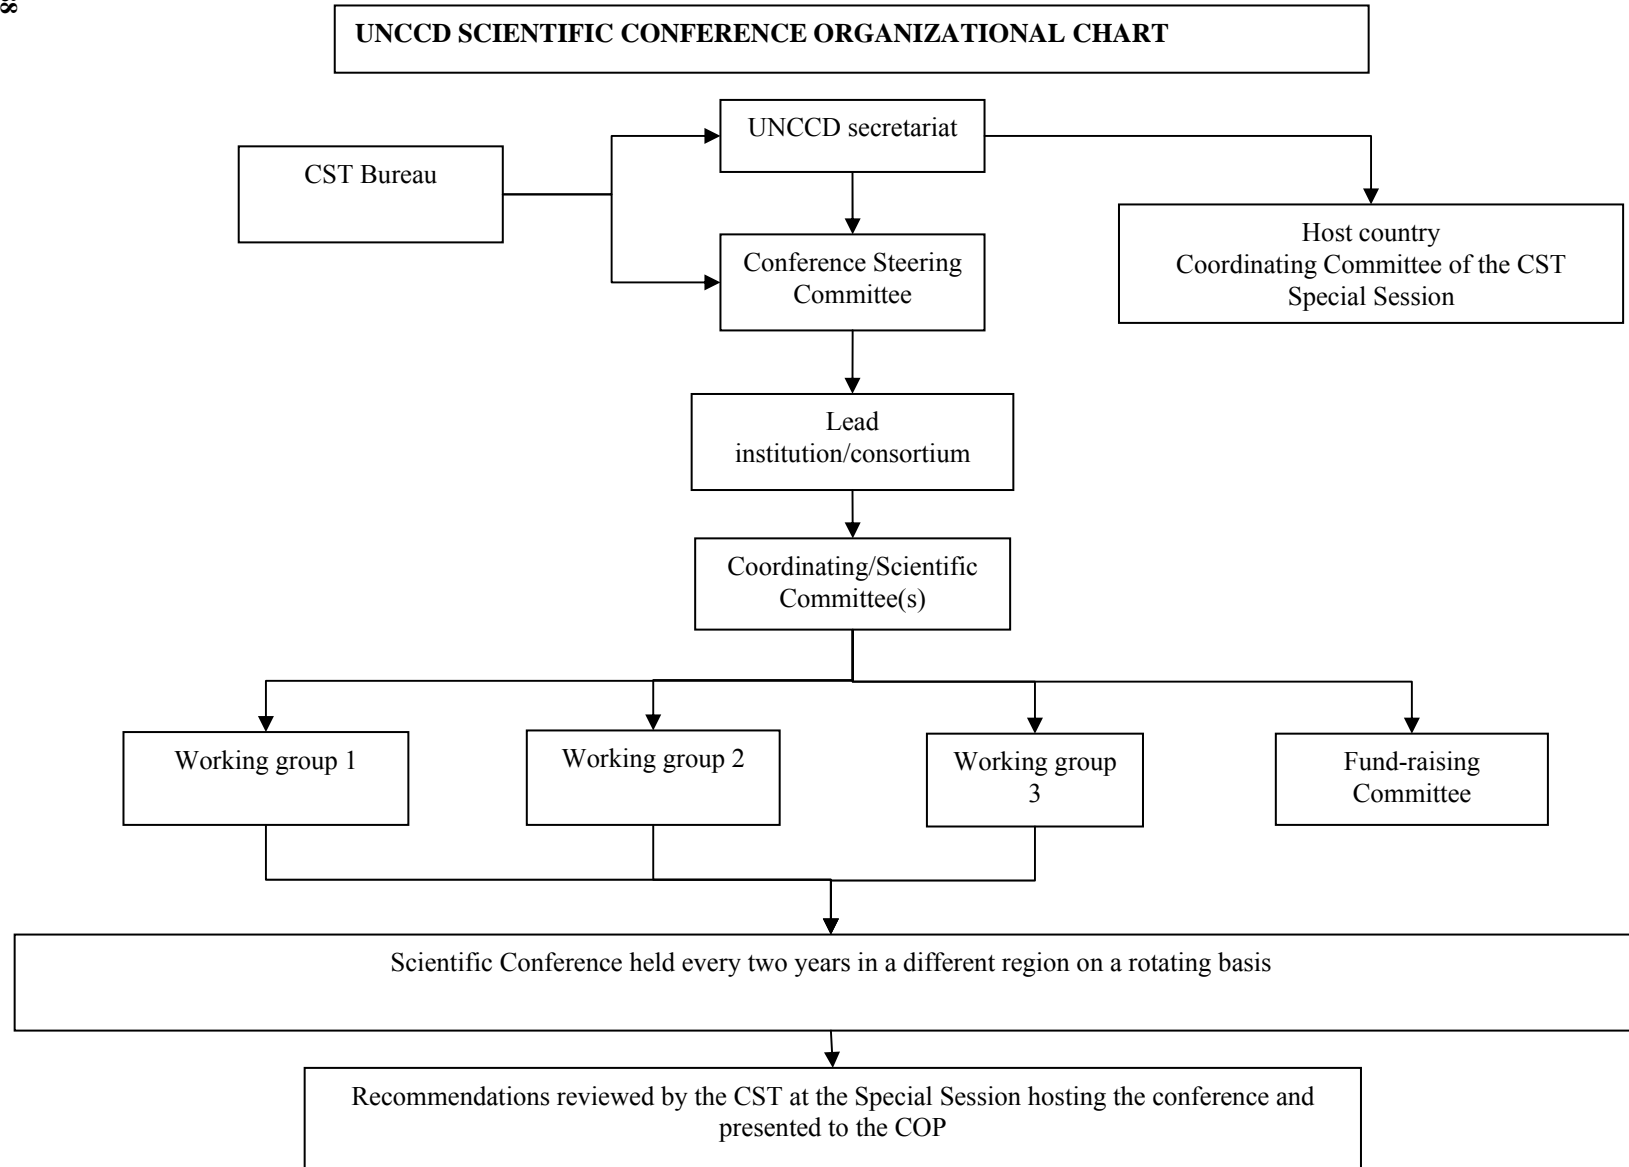 UNCCD SCIENTIFIC CONFERENCE ORGANIZATIONAL CHART
UNCCD secretariat
CST Bureau
Host country
Coordinating Committee of the CST
Special Session
Conference Steering
Committee
Lead
institution/consortium
Coordinating/Scientific
Committee(s)
Working group 1
Working group 2
Working group
3
Fund-raising
Committee
Scientific Conference held every two years in a different region on a rotating basis
Recommendations reviewed by the CST at the Special Session hosting the conference and
presented to the COP